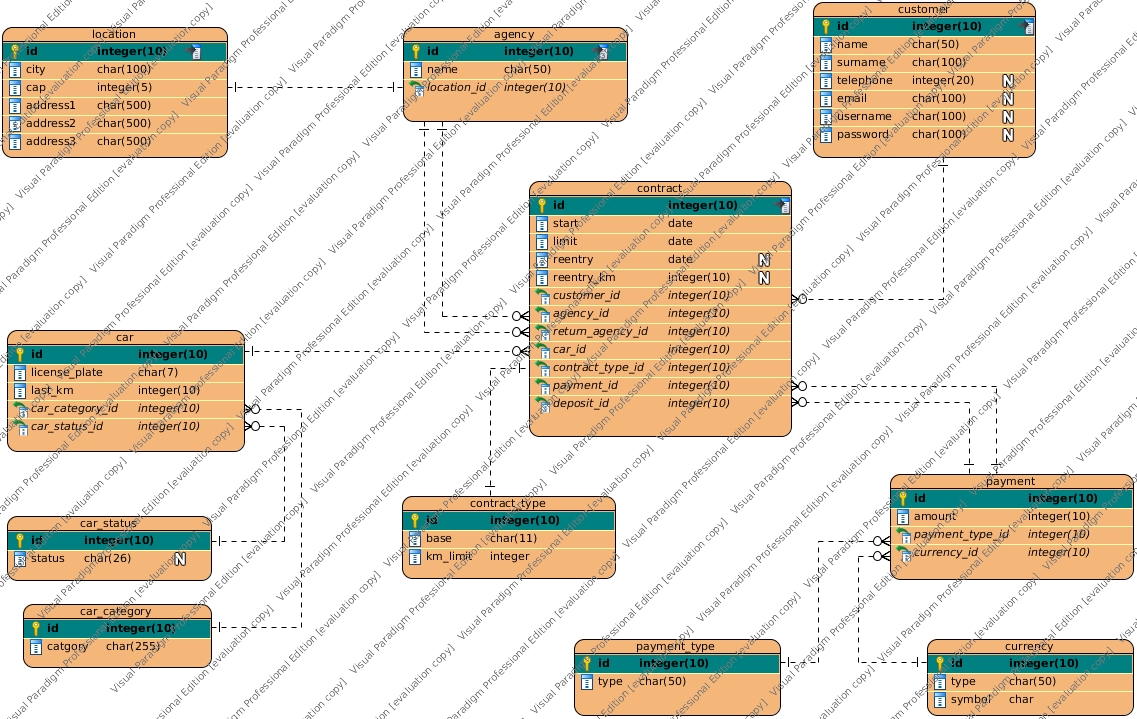 location
id integer(10)
city char(100)
cap integer(5)
address1 char(500)
address2 char(500)
address3 char(500)
agency
id integer(10)
name char(50)
location_id integer(10)
customer
id integer(10)
name char(50)
surname char(100)
telephone integer(20) N
email char(100) N
username char(100) N
password char(100) N
contract
id integer(10)
start date
limit date
reentry date N
reentry_km integer(10) N
customer_id integer(10)
agency_id integer(10)
return_agency_id integer(10)
car_id integer(10)
contract_type_id integer(10)
payment_id integer(10)
deposit_id integer(10)
car
id integer(10)
license_plate char(7)
last_km integer(10)
car_category_id integer(10)
car_status_id integer(10)
car_status
id integer(10)
status char(26) N
car_category
id integer(10)
catgory char(255)
contract_type
id integer(10)
base char(11)
km_limit integer
payment
id integer(10)
amount integer(10)
payment_type_id integer(10)
currency_id integer(10)
payment_type
id integer(10)
type char(50)
currency
id integer(10)
type char(50)
symbol char
Visual Paradigm Professional Edition [evaluation copy]